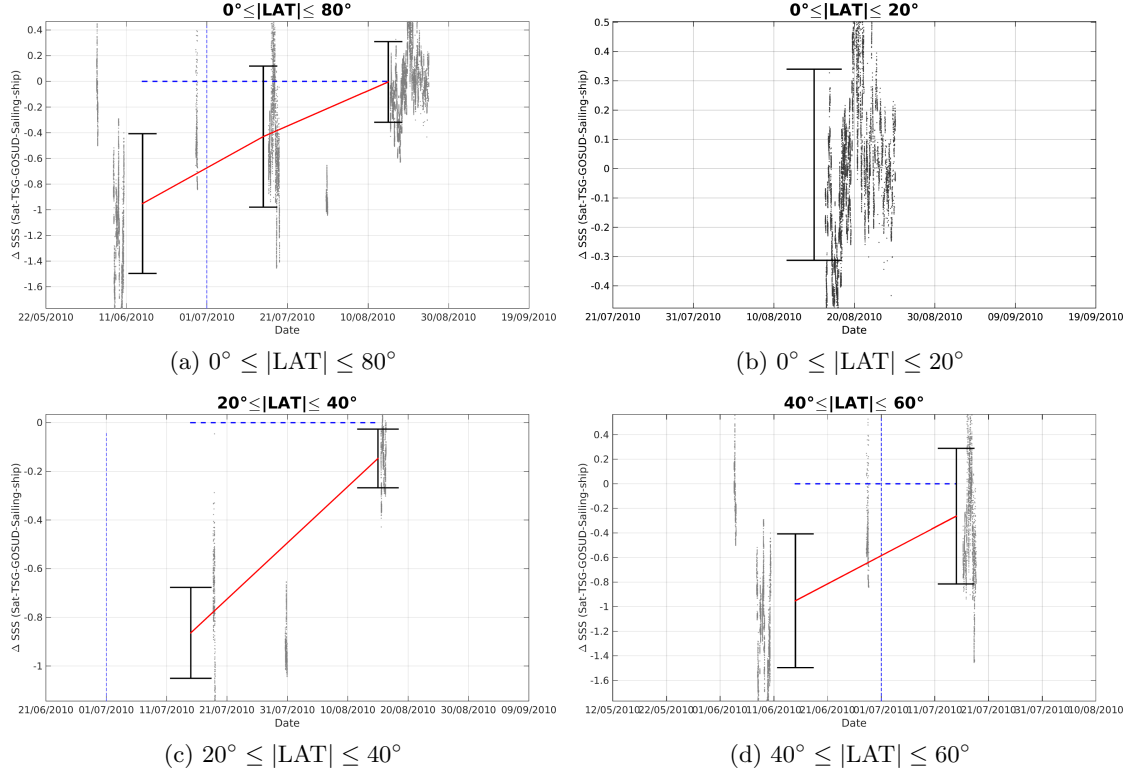 0°≤|LAT|≤ 80°
Δ SSS (Sat-TSG-GOSUD-Sailing-ship)
0.4
0.2
0
-0.2
-0.4
-0.6
-0.8
-1
-1.2
-1.4
-1.6
22/05/2010 11/06/2010 01/07/2010 21/07/2010 10/08/2010 30/08/2010 19/09/2010
Date
(a) 0° ≤ |LAT| ≤ 80°
0°≤|LAT|≤ 20°
Δ SSS (Sat-TSG-GOSUD-Sailing-ship)
0.5
0.4
0.3
0.2
0.1
0
-0.1
-0.2
-0.3
-0.4
21/07/2010 31/07/2010 10/08/2010 20/08/2010 30/08/2010 09/09/2010 19/09/2010
Date
(b) 0° ≤ |LAT| ≤ 20°
20°≤|LAT|≤ 40°
Δ SSS (Sat-TSG-GOSUD-Sailing-ship)
0
-0.2
-0.4
-0.6
-0.8
-1
21/06/2010 01/07/2010 11/07/2010 21/07/2010 31/07/2010 10/08/2010 20/08/2010 30/08/2010 09/09/2010
Date
(c) 20° ≤ |LAT| ≤ 40°
40°≤|LAT|≤ 60°
Δ SSS (Sat-TSG-GOSUD-Sailing-ship)
0.4
0.2
0
-0.2
-0.4
-0.6
-0.8
-1
-1.2
-1.4
-1.6
12/05/2010 22/05/2010 01/06/2010 11/06/2010 21/06/2010 01/07/2010 11/07/2010 21/07/2010 31/07/2010 10/08/2010
Date
(d) 40° ≤ |LAT| ≤ 60°